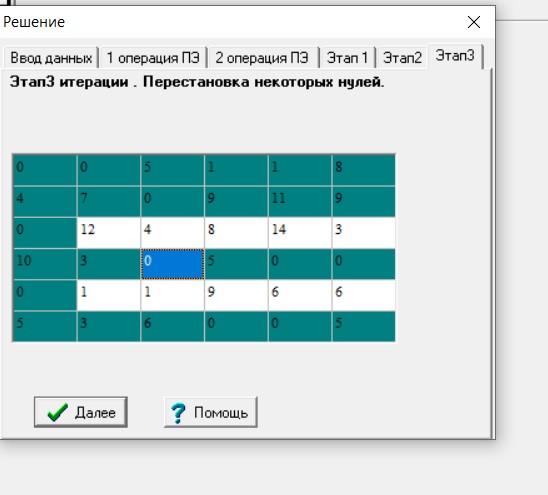 Решение
Ввод данных 1 операция ПЭ 2 операция ПЭ Этап 1 Этап2 Этап3
Этап3 итерации . Перестановка некоторых нулей.
0 0 5 1 1 8
4 7 0 9 11 9
0 12 4 8 14 3
10 3 0 5 0 0
0 1 1 9 6 6
5 3 6 0 0 5
Далее ? Помощь